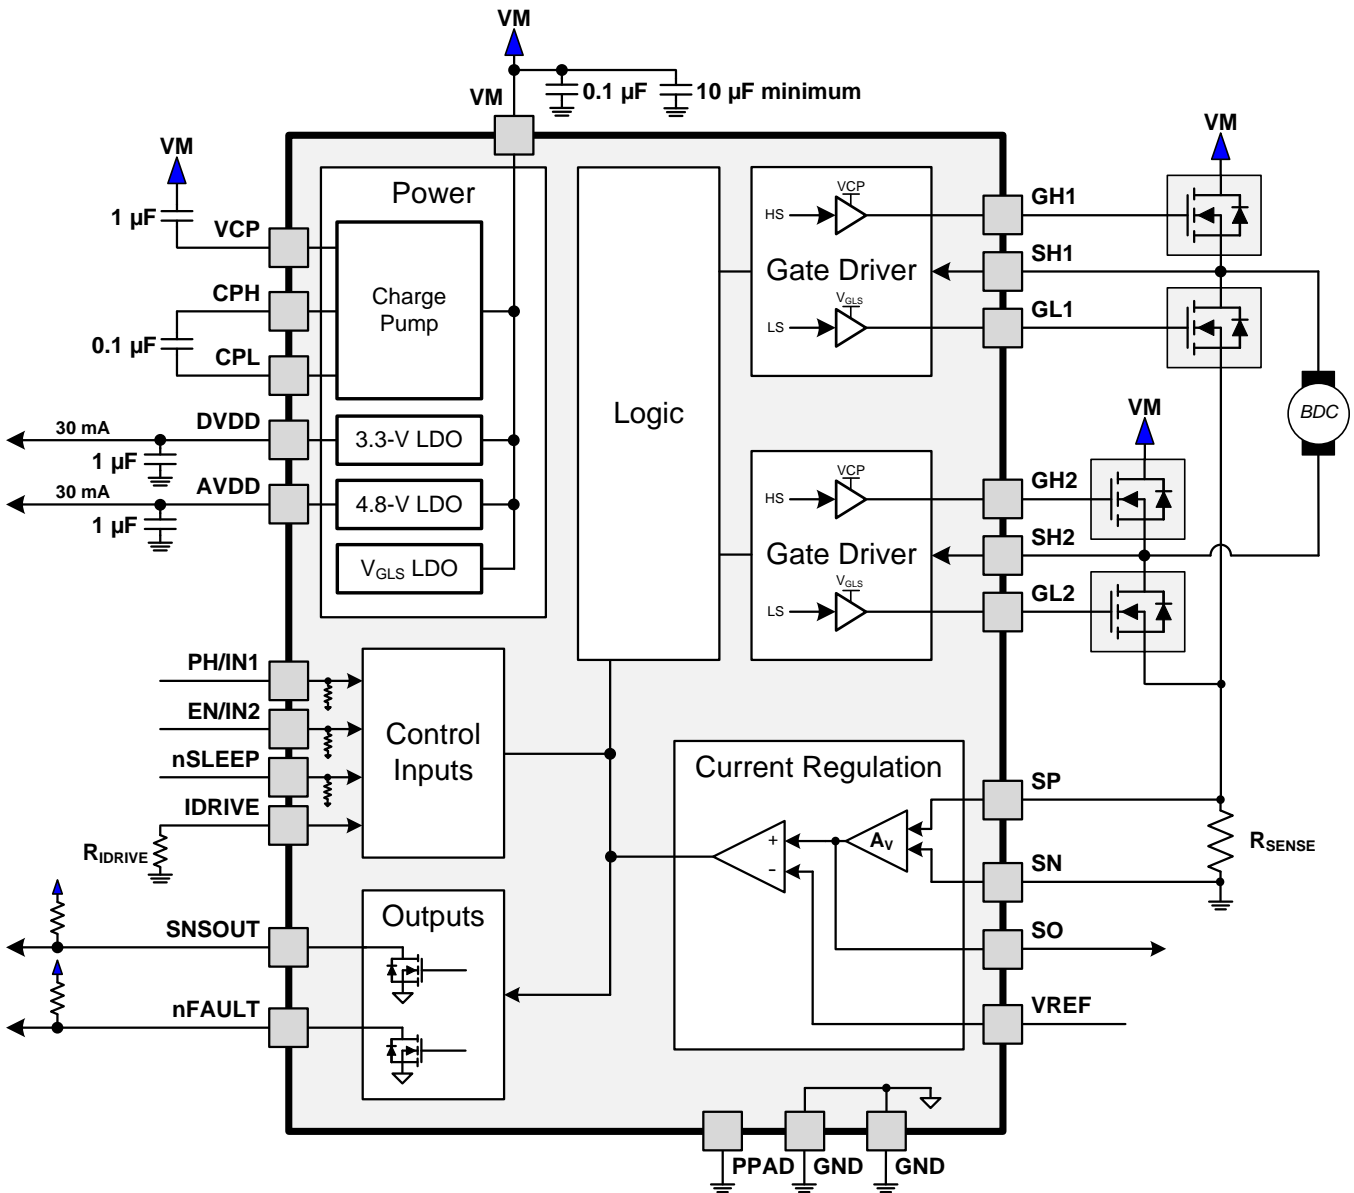 VM
VM
0.1 µF
10 µF minimum
VM
1 µF
VCP
CPH
0.1 µF
CPL
DVDD
30 mA
1 µF
AVDD
30 mA
1 µF
Power
Charge
Pump
3.3-V LDO
4.8-V LDO
VGLS LDO
Logic
VCP
HS
Gate Driver
VGLS
LS
VCP
HS
Gate Driver
VGLS
LS
GH1
SH1
GL1
VM
BDC
VM
GH2
SH2
GL2
PH/IN1
EN/IN2
nSLEEP
IDRIVE
RIDRIVE
Control
Inputs
SNSOUT
nFAULT
Outputs
Current Regulation
+
-
AV
SP
SN
SO
VREF
RSENSE
PPAD
GND
GND